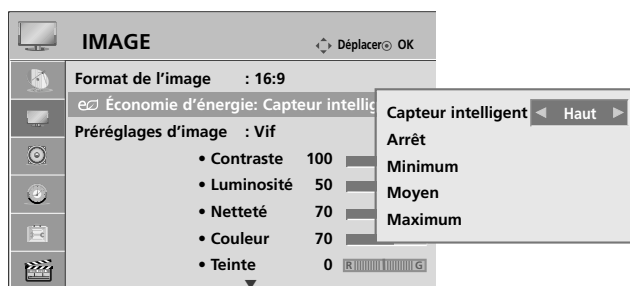 IMAGE
Déplacer OK
Format de l'image : 16:9
Économie d'énergie: Capteur intellig
Préréglages d'image : Vif
• Contraste 100
• Luminosité 50
• Netteté 70
• Couleur 70
• Teinte 0 R G
Capteur intelligent ◀ Haut ▶
Arrêt
Minimum
Moyen
Maximum